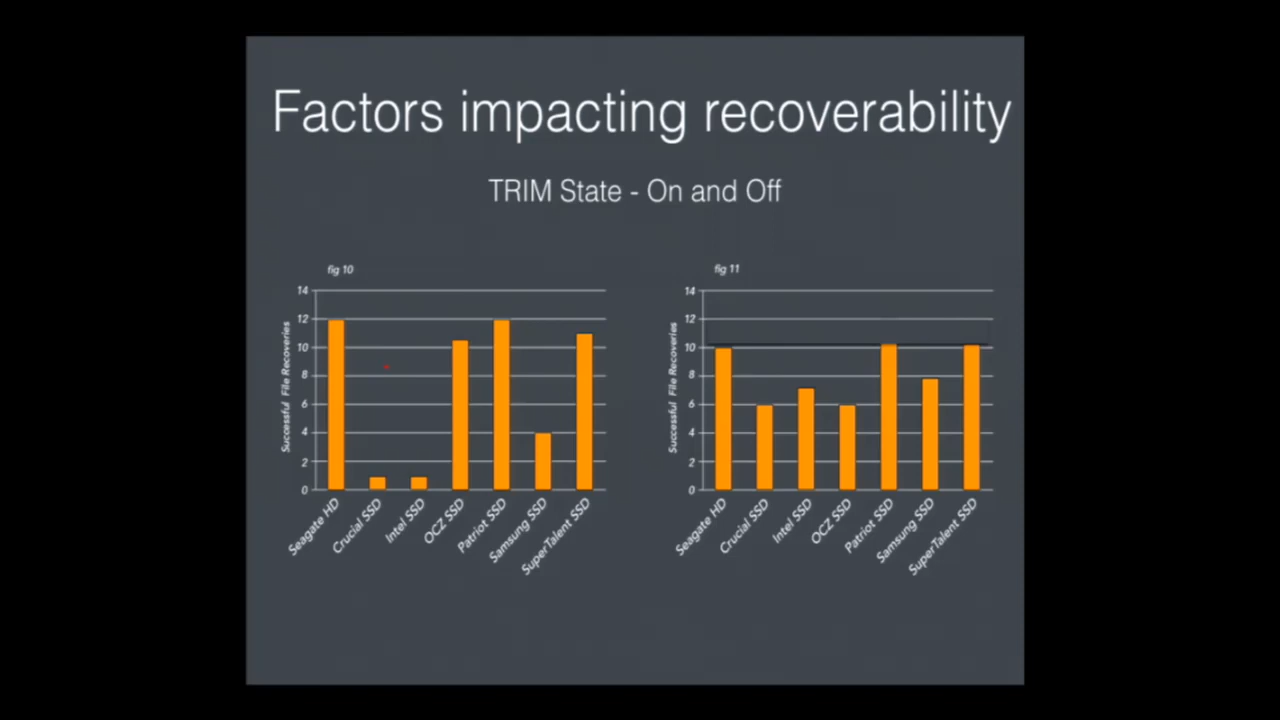 Factors impacting recoverability
TRIM State - On and Off
fig 10
14
12
10
8
6
4
2
0
Successful File Recoveries
Seagate HD
Crucial SSD
Intel SSD
OCZ SSD
Patriot SSD
Samsung SSD
SuperTalent SSD
fig 11
14
12
10
8
6
4
2
0
Successful File Recoveries
Seagate HD
Crucial SSD
Intel SSD
OCZ SSD
Patriot SSD
Samsung SSD
SuperTalent SSD